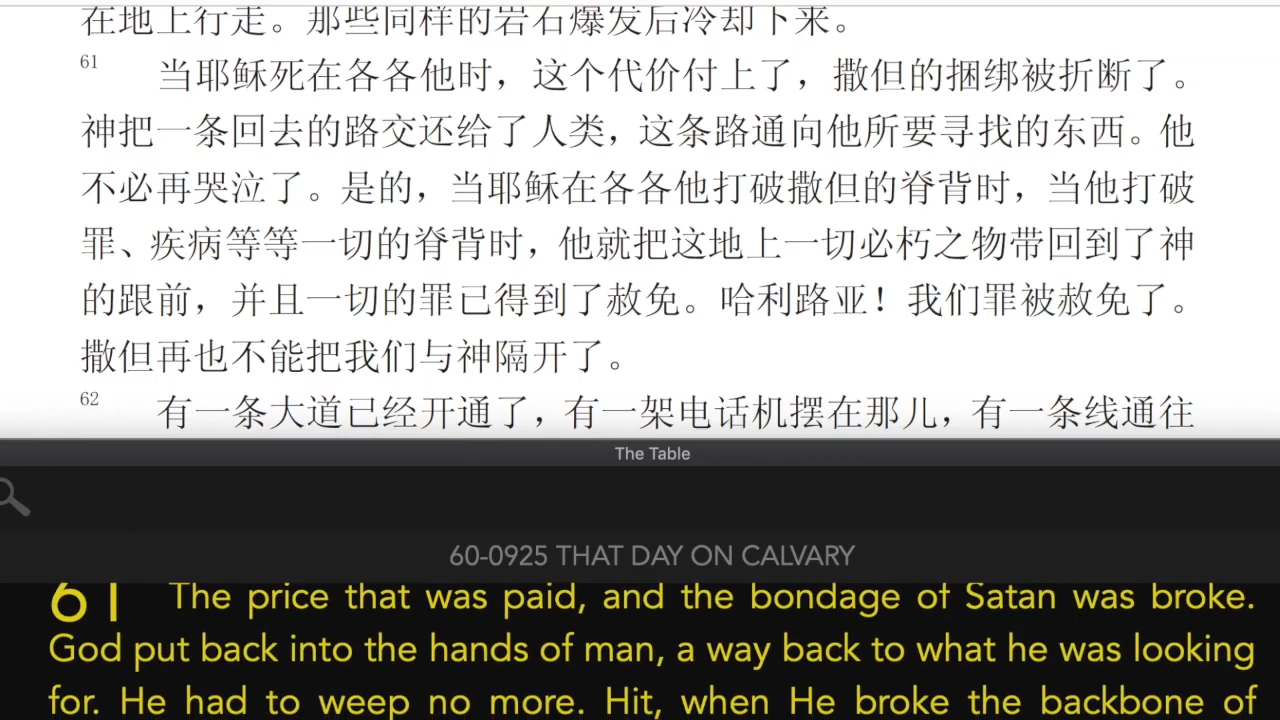 在地上行走。那些同样的岩石爆发后冷却下来。
61 当耶稣死在各各他时，这个代价付上了，撒但的捆绑被折断了。
神把一条回去的路交还给了人类，这条路通向他所要寻找的东西。他
不必再哭泣了。是的，当耶稣在各各他打破撒但的脊背时，当他打破
罪、疾病等等一切的脊背时，他就把这地上一切必朽之物带回到了神
的跟前，并且一切的罪已得到了赦免。哈利路亚！我们罪被赦免了。
撒但再也不能把我们与神隔开了。
62 有一条大道已经开通了，有一架电话机摆在那儿，有一条线通往
The Table
60-0925 THAT DAY ON CALVARY
61 The price that was paid, and the bondage of Satan was broke.
God put back into the hands of man, a way back to what he was looking
for. He had to weep no more. Hit, when He broke the backbone of